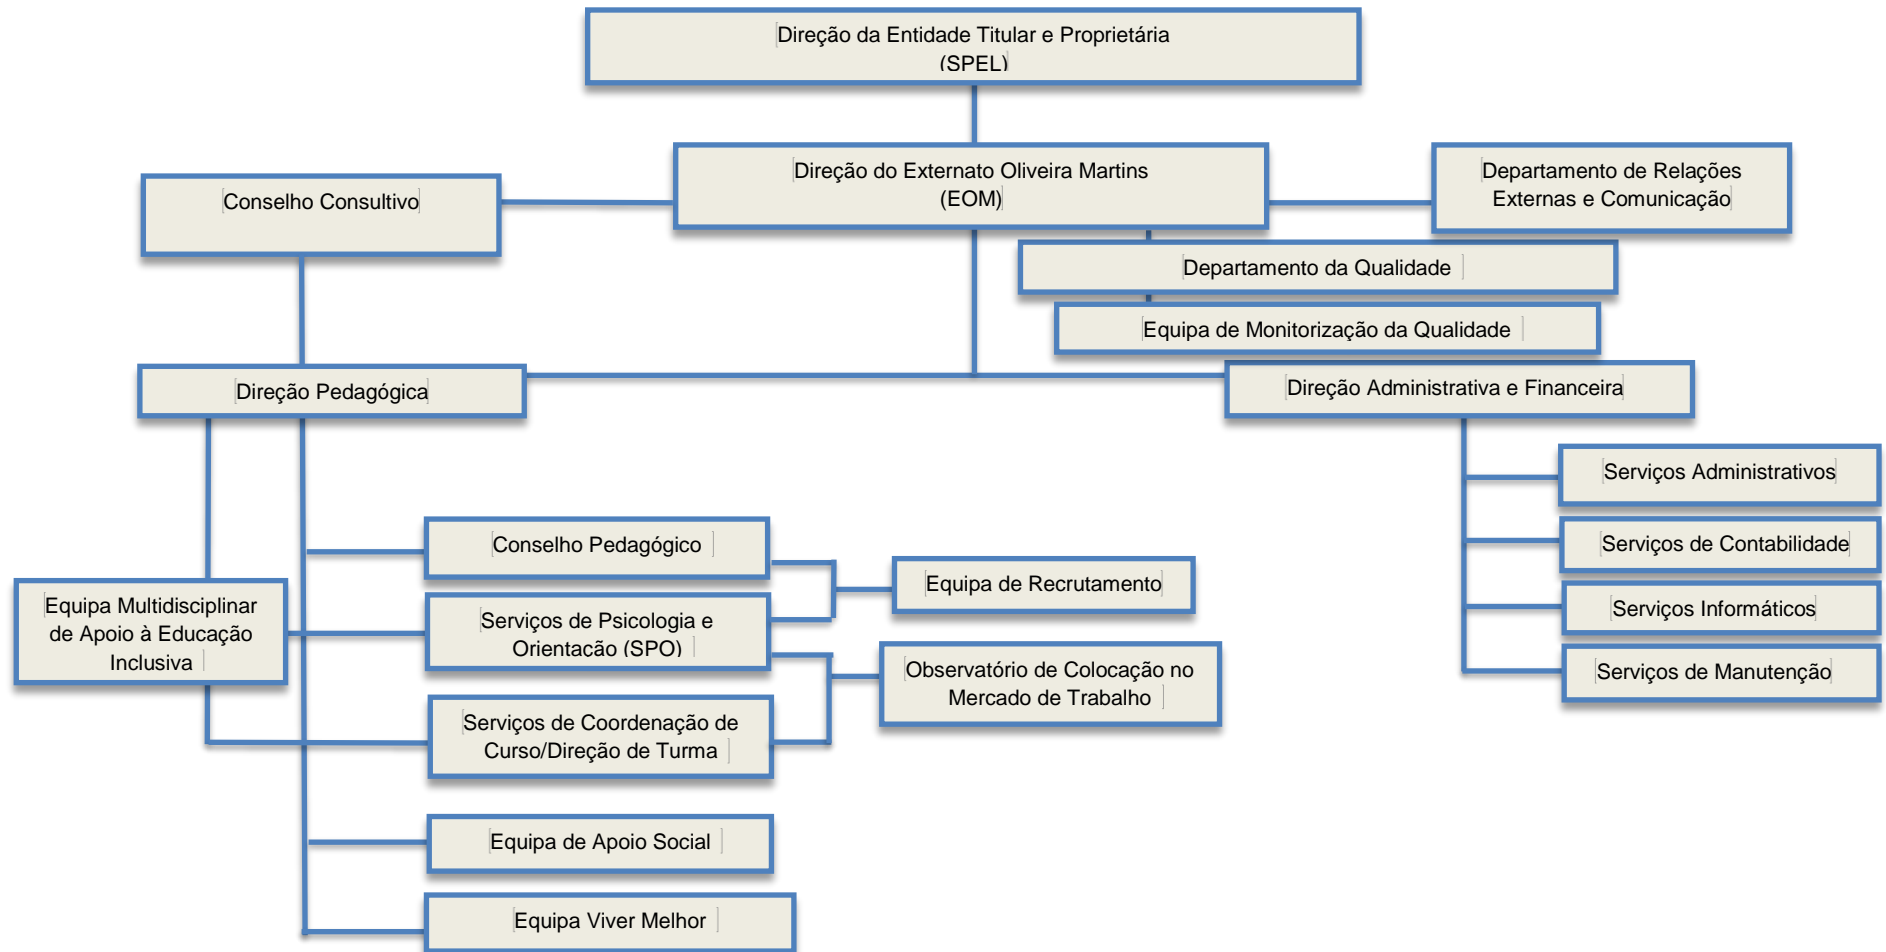 Direção da Entidade Titular e Proprietária
(SPEL)
Direção do Externato Oliveira Martins
(EOM)
Departamento de Relações
Externas e Comunicação
Conselho Consultivo
Departamento da Qualidade
Equipa de Monitorização da Qualidade
Direção Pedagógica
Direção Administrativa e Financeira
Serviços Administrativos
Serviços de Contabilidade
Serviços Informáticos
Serviços de Manutenção
Conselho Pedagógico
Equipa de Recrutamento
Equipa Multidisciplinar
de Apoio à Educação
Inclusiva
Serviços de Psicologia e
Orientação (SPO)
Observatório de Colocação no
Mercado de Trabalho
Serviços de Coordenação de
Curso/Direção de Turma
Equipa de Apoio Social
Equipa Viver Melhor